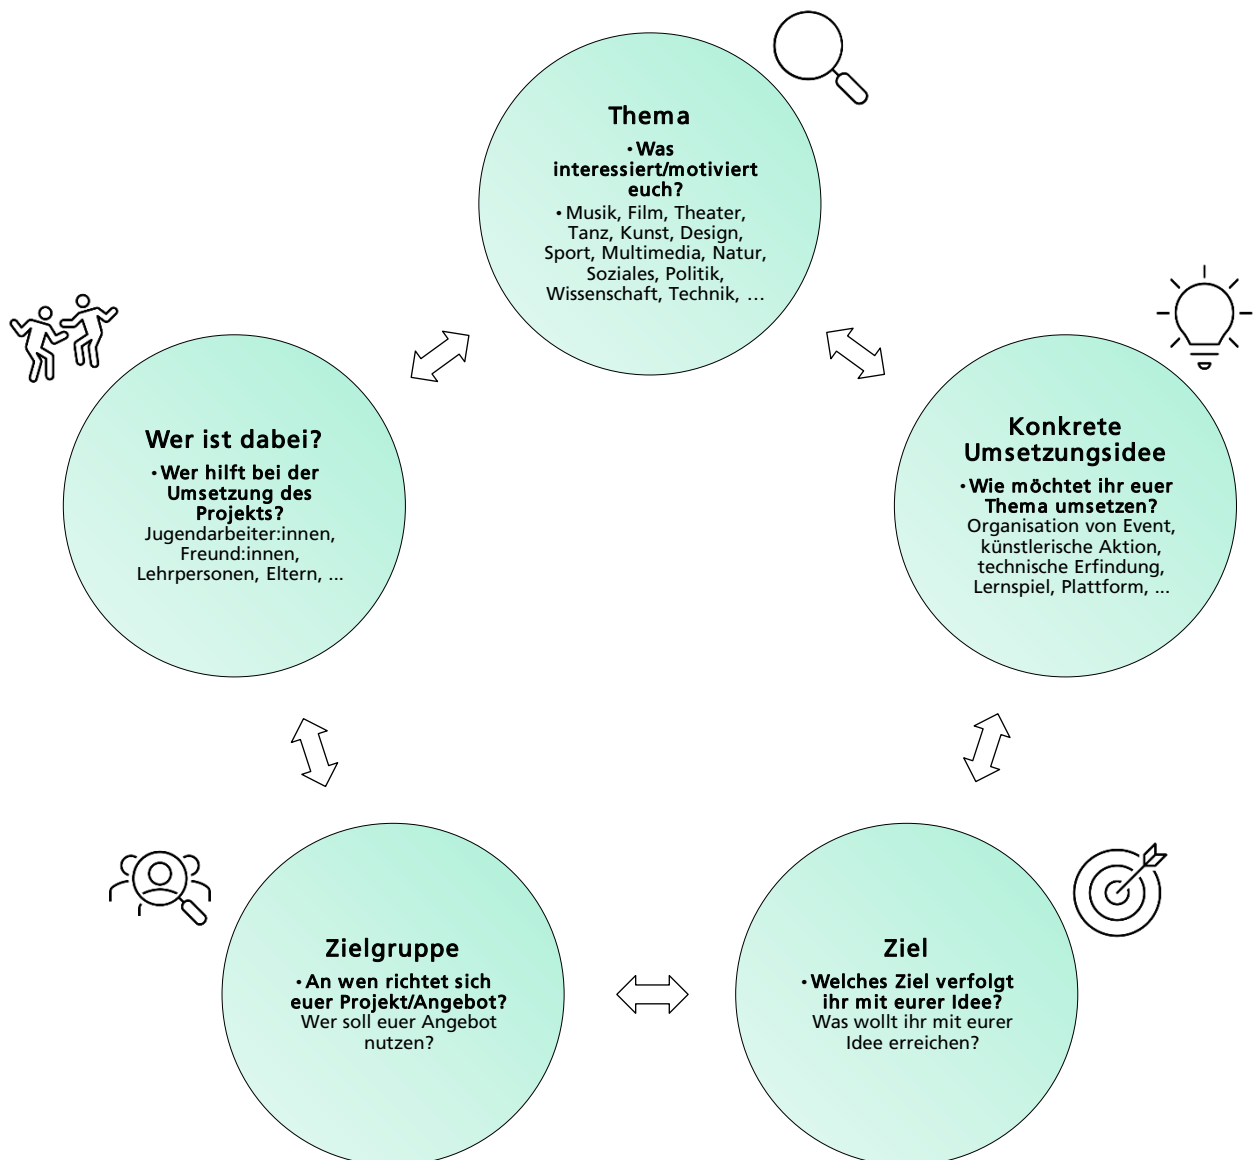 Thema
• Was
interessiert/motiviert
euch?
• Musik, Film, Theater,
Tanz, Kunst, Design,
Sport, Multimedia, Natur,
Soziales, Politik,
Wissenschaft, Technik, ...
Wer ist dabei?
• Wer hilft bei der
Umsetzung des
Projekts?
Jugendarbeiter:innen,
Freund:innen,
Lehrpersonen, Eltern, ...
Konkrete
Umsetzungsidee
• Wie möchtet ihr euer
Thema umsetzen?
Organisation von Event,
künstlerische Aktion,
technische Erfindung,
Lernspiel, Plattform, ...
Zielgruppe
• An wen richtet sich
euer Projekt/Angebot?
Wer soll euer Angebot
nutzen?
Ziel
• Welches Ziel verfolgt
ihr mit eurer Idee?
Was wollt ihr mit eurer
Idee erreichen?